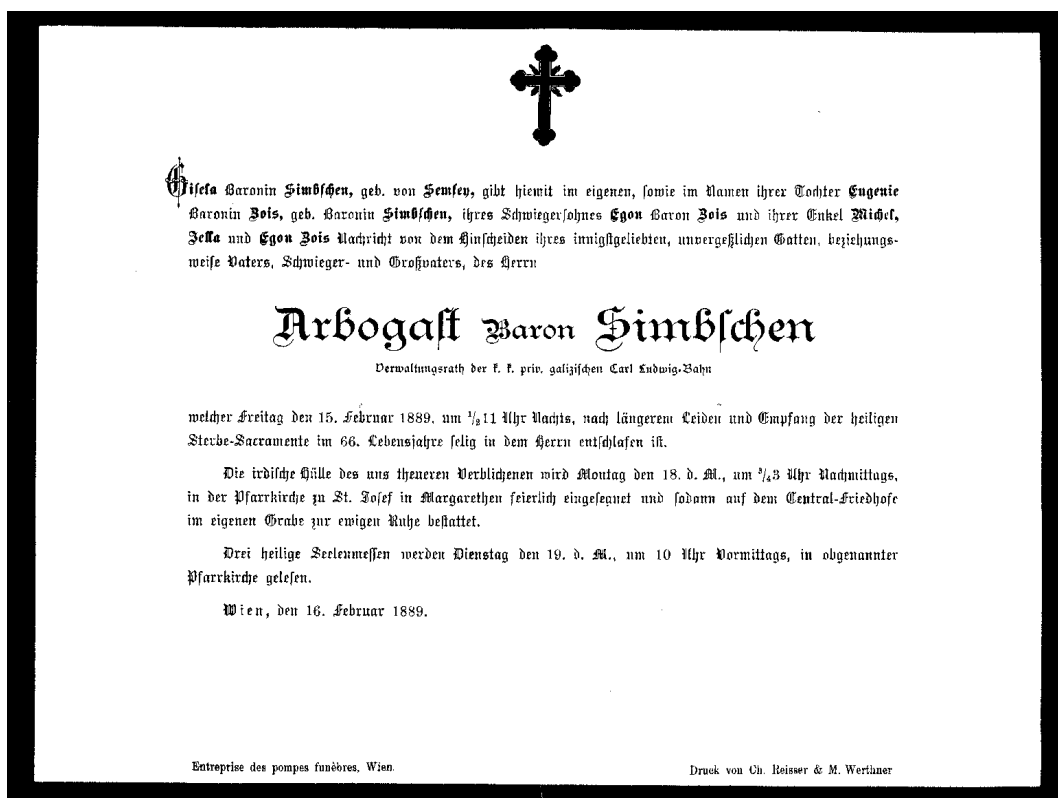 Gisela Baronin Simbschen, geb. von Semsey, gibt hiemit im eigenen, sowie im Namen ihrer Tochter Eugenie
Baronin Zois, geb. Baronin Simbschen, ihres Schwiegersohnes Egon Baron Zois und ihrer Enkel Michel,
Zella und Egon Zois Nachricht von dem Hinscheiden ihres innigstgeliebten, unvergeßlichen Gatten, beziehungs-
weise Vaters, Schwieger- und Großvaters, des Herrn
Arbogast Baron Simbschen
Verwaltungsrath der k. k. priv. galizischen Carl Ludwig-Bahn
welcher Freitag den 15. Februar 1889, um 1/2 11 Uhr Nachts, nach längerem Leiden und Empfang der heiligen
Sterbe-Sacramente im 66. Lebensjahre selig in dem Herrn entschlafen ist.
Die irdische Hülle des uns theueren Verblichenen wird Montag den 18. d. M., um 3/4 3 Uhr Nachmittags,
in der Pfarrkirche zu St. Josef in Margarethen feierlich eingesegnet und sodann auf dem Central-Friedhofe
im eigenen Grabe zur ewigen Ruhe bestattet.
Drei heilige Seelenmessen werden Dienstag den 19. d. M., um 10 Uhr Vormittags, in obgenannter
Pfarrkirche gelesen.
Wien, den 16. Februar 1889.
Entreprise des pompes funèbres, Wien.
Druck von Ch. Reisser & M. Werthner